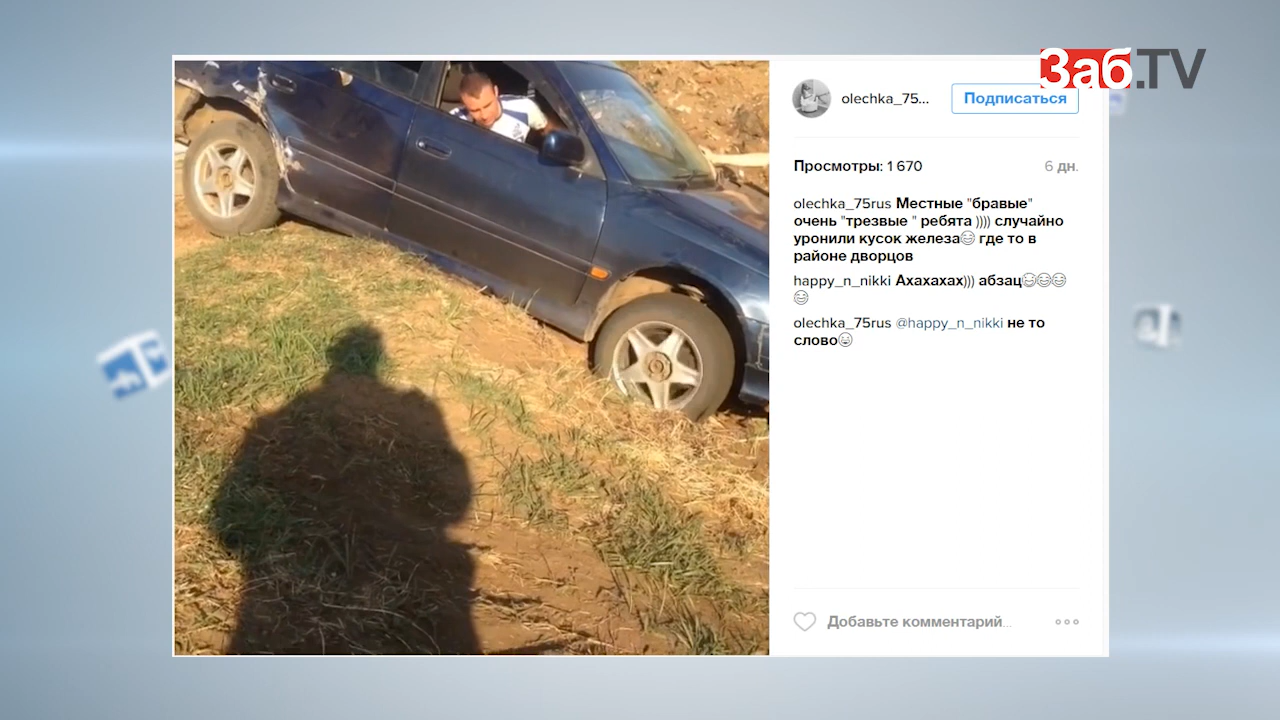 Заб.TV
olechka_75...
Подписаться
Просмотры: 1 670
6 дн.
olechka_75rus Местные "бравые"
очень "трезвые " ребята )))) случайно
уронили кусок железа😅 где то в
районе дворцов
happy_n_nikki Ахахахах))) абзац😅😅😅
😅
olechka_75rus @happy_n_nikki не то
слово😂
Добавьте комментарий...